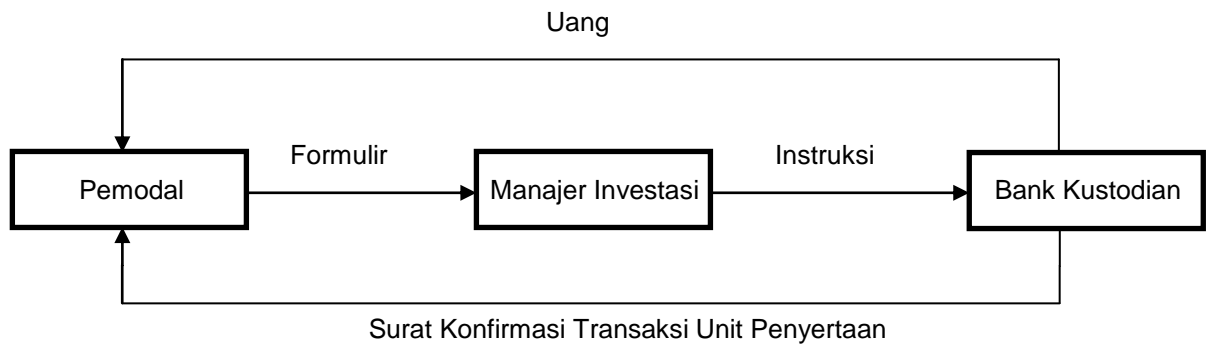 Uang
Formulir
Instruksi
Pemodal
Manajer Investasi
Bank Kustodian
Surat Konfirmasi Transaksi Unit Penyertaan